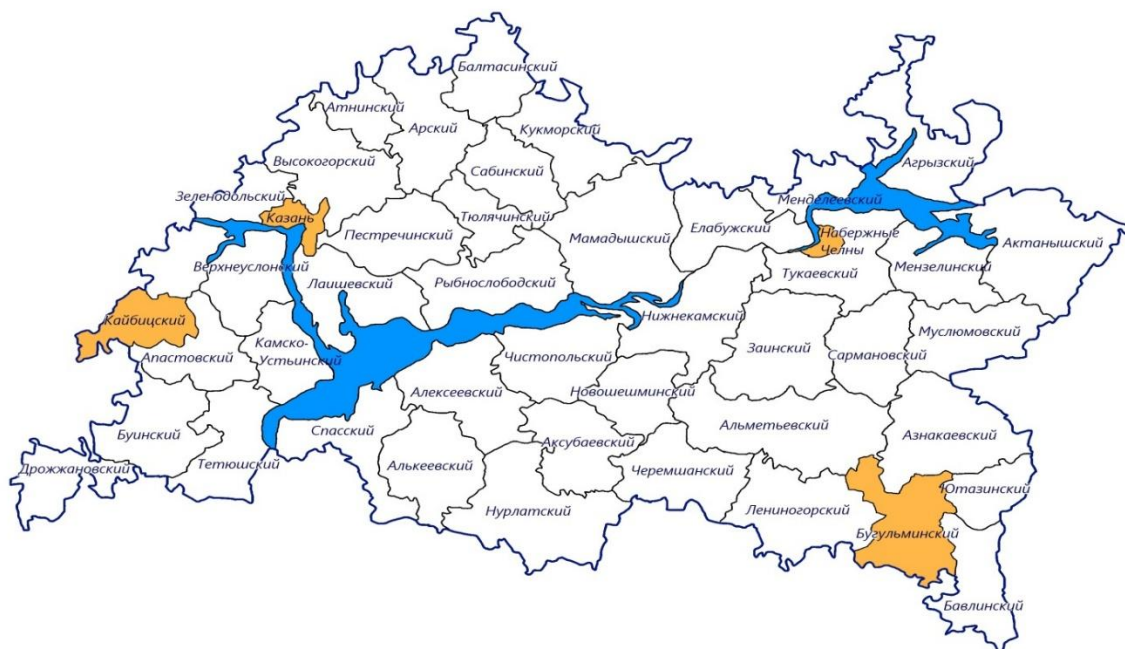 Балтасинский
Атнинский
Арский
Кукморский
Высокогорский
Сабинский
Агрызский
Зеленодольский
Менделеевский
Казань
Тюлячинский
Пестречинский
Мамадышский
Елабужский
Набержные
Челны
Актанышский
Верхнеуслонский
Лаишевский
Рыбнослободский
Тукаевский
Мензелинский
Кайбицский
Нижнекамский
Муслюмовский
Камско-
Устьинский
Апастовский
Чистопольский
Заинский
Сармановский
Алексеевский
Новошешминский
Буинский
Спасский
Аксубаевский
Альметьевский
Азнакаевский
Дрожжановский
Тетюшский
Алькеевский
Черемшанский
Ютазинский
Нурлатский
Лениногорский
Бугульминский
Бавлинский